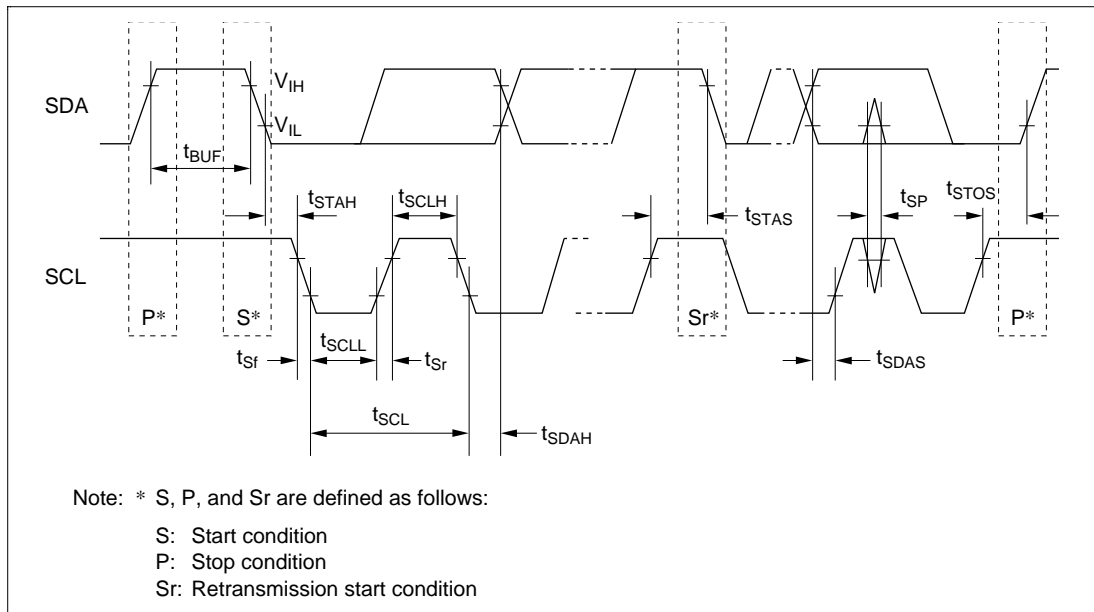 SDA
V_IH
V_IL
t_BUF
t_STAH
t_SCLH
t_STAS
t_SP
t_STOS
SCL
P*
S*
Sr*
P*
t_Sf
t_SCLL
t_Sr
t_SDAS
t_SCL
t_SDAH
Note: * S, P, and Sr are defined as follows:
S: Start condition
P: Stop condition
Sr: Retransmission start condition